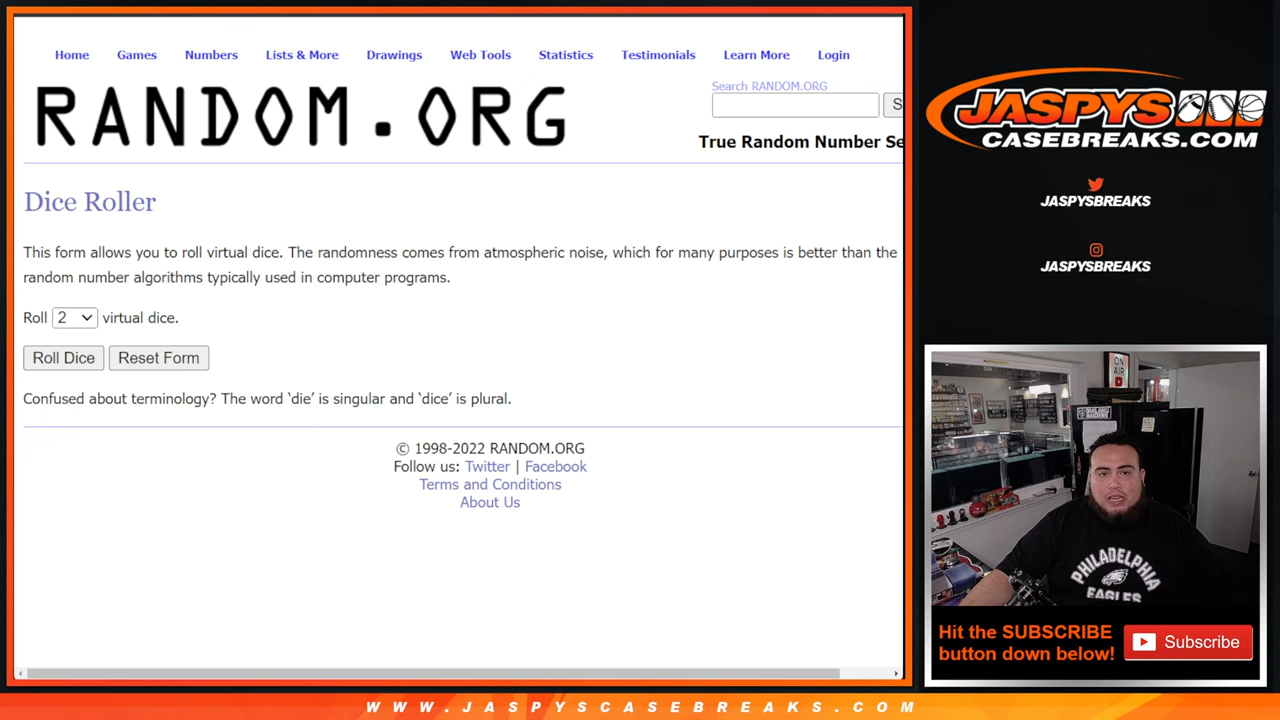 Home Games Numbers Lists & More Drawings Web Tools Statistics Testimonials Learn More Login
RANDOM.ORG
Search RANDOM.ORG
S
True Random Number Se
Dice Roller
This form allows you to roll virtual dice. The randomness comes from atmospheric noise, which for many purposes is better than the
random number algorithms typically used in computer programs.
Roll 2 virtual dice.
Roll Dice Reset Form
Confused about terminology? The word ‘die’ is singular and ‘dice’ is plural.
© 1998-2022 RANDOM.ORG
Follow us: Twitter | Facebook
Terms and Conditions
About Us
JASPYS
CASEBREAKS.COM
JASPYSBREAKS
JASPYSBREAKS
ON
AIR
PHILADELPHIA
EAGLES
Hit the SUBSCRIBE
button down below!
Subscribe
WWW.JASPYSCASEBREAKS.COM